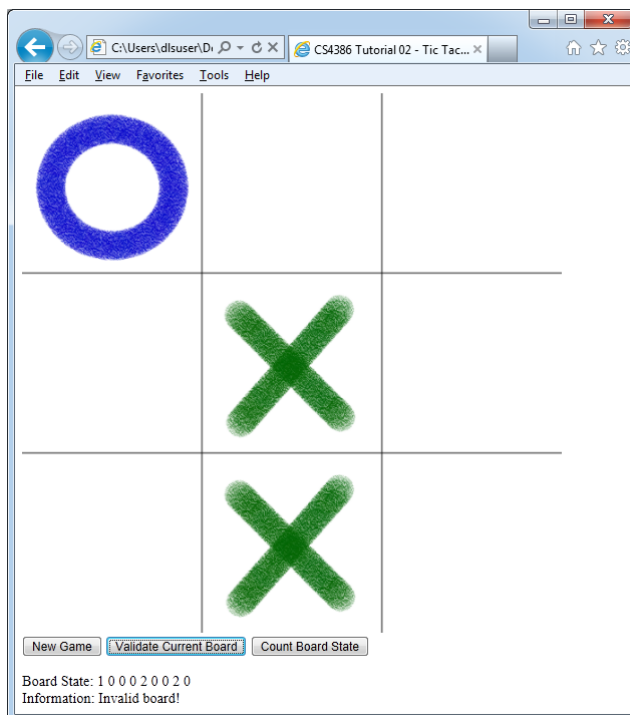 C:\Users\dlsuser\D
CS4386 Tutorial 02 - Tic Tac...
File Edit View Favorites Tools Help
New Game Validate Current Board Count Board State
Board State: 1 0 0 0 2 0 0 2 0
Information: Invalid board!